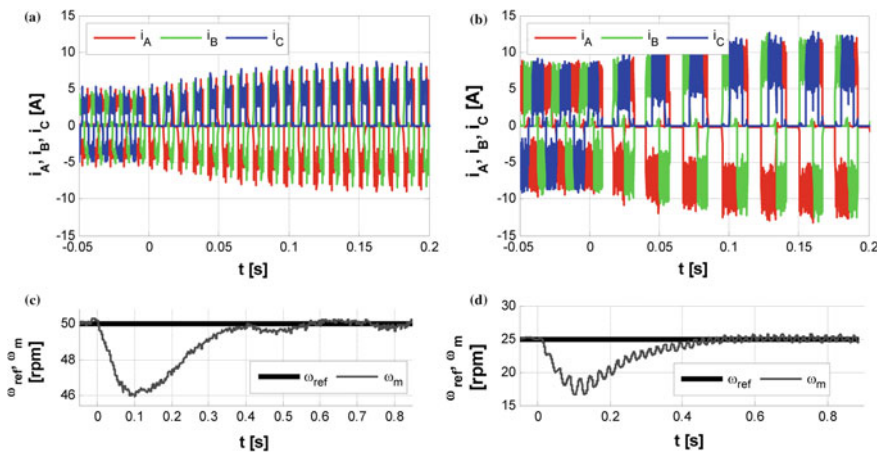 (a)
i_A i_B i_C
15
10
5
0
-5
-10
-15
i_A, i_B, i_C [A]
-0.05 0 0.05 0.1 0.15 0.2
t [s]
(b)
i_A i_B i_C
15
10
5
0
-5
-10
-15
i_A, i_B, i_C [A]
-0.05 0 0.05 0.1 0.15 0.2
t [s]
(c)
50
48
46
ω_ref, ω_m
[rpm]
ω_ref ω_m
0 0.1 0.2 0.3 0.4 0.5 0.6 0.7 0.8
t [s]
(d)
30
25
20
15
ω_ref, ω_m
[rpm]
ω_ref ω_m
0 0.2 0.4 0.6 0.8
t [s]